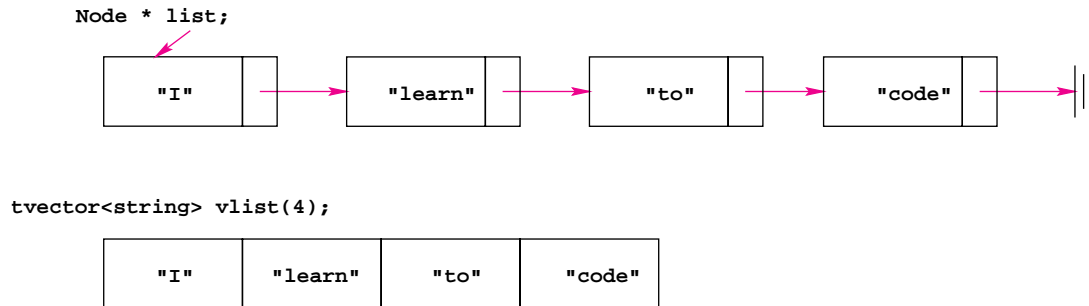 Node * list;
"I" "learn" "to" "code"
tvector<string> vlist(4);
"I" "learn" "to" "code"